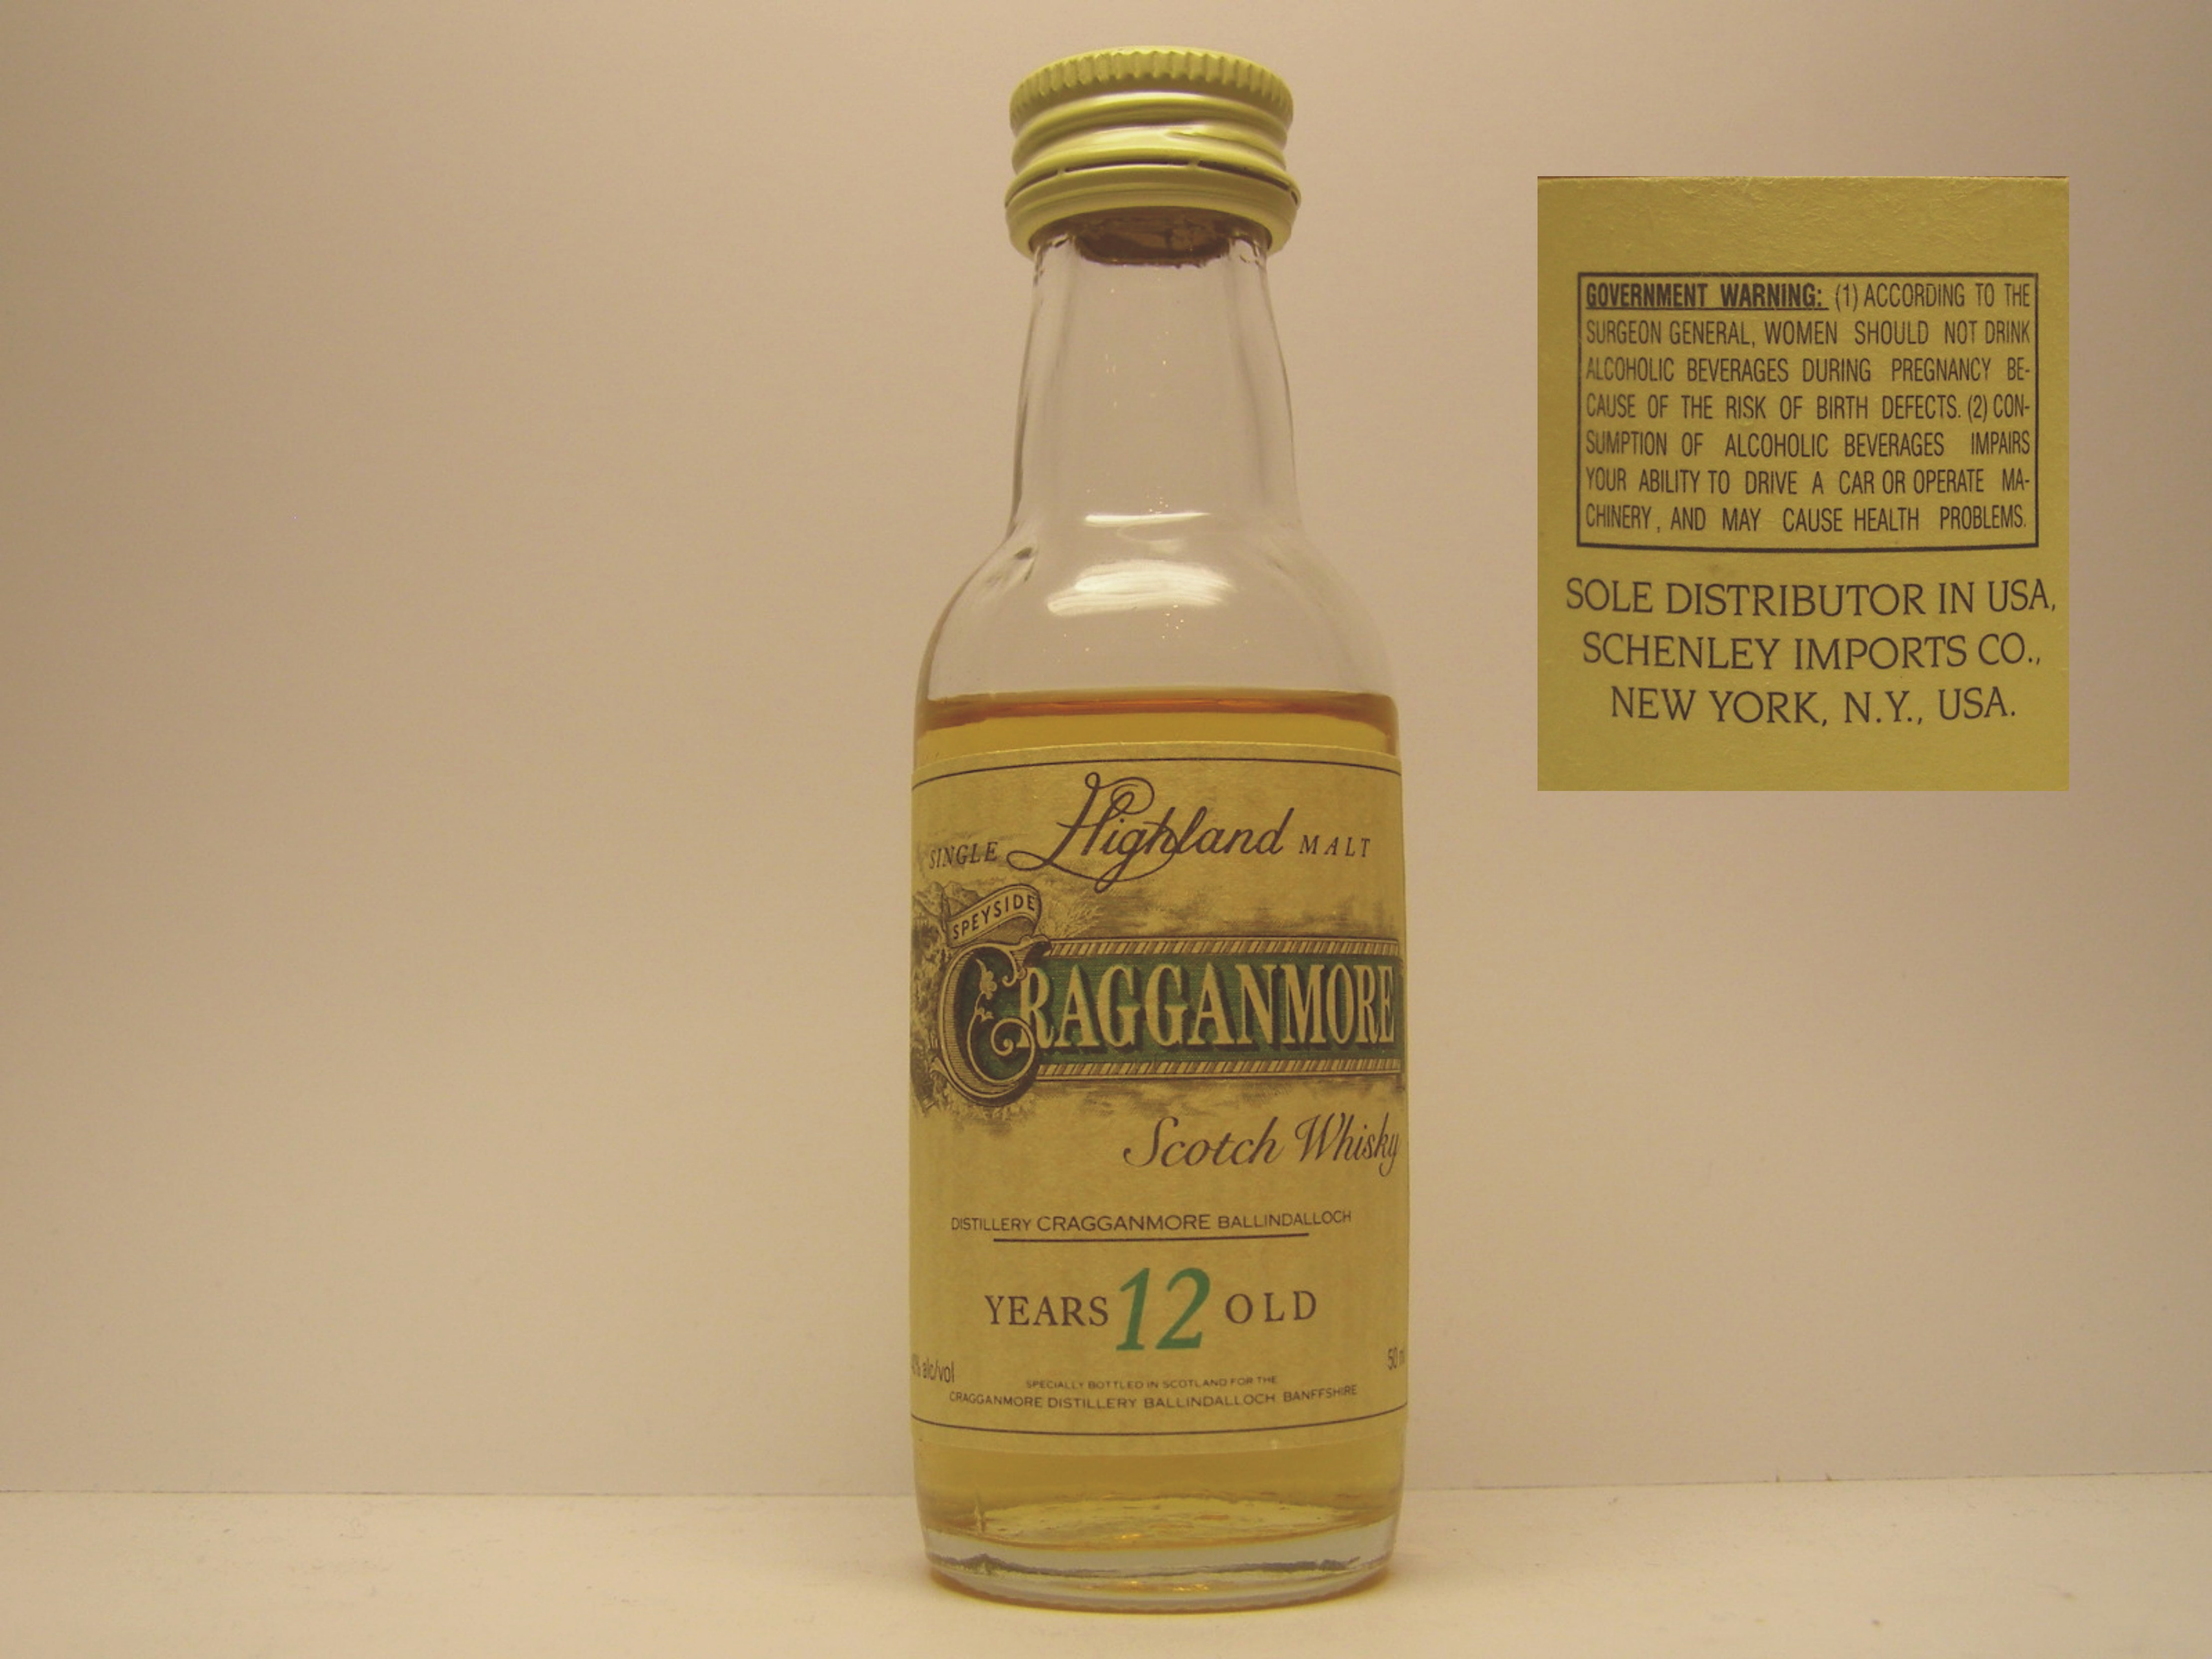 SINGLE Highland MALT
SPEYSIDE
CRAGGANMORE
Scotch Whisky
DISTILLERY CRAGGANMORE BALLINDALLOCH
YEARS 12 OLD
alc/vol 50
SPECIALLY BOTTLED IN SCOTLAND FOR THE
CRAGGANMORE DISTILLERY BALLINDALLOCH BANFFSHIRE
GOVERNMENT WARNING: (1) ACCORDING TO THE
SURGEON GENERAL, WOMEN SHOULD NOT DRINK
ALCOHOLIC BEVERAGES DURING PREGNANCY BE-
CAUSE OF THE RISK OF BIRTH DEFECTS. (2) CON-
SUMPTION OF ALCOHOLIC BEVERAGES IMPAIRS
YOUR ABILITY TO DRIVE A CAR OR OPERATE MA-
CHINERY, AND MAY CAUSE HEALTH PROBLEMS.
SOLE DISTRIBUTOR IN USA,
SCHENLEY IMPORTS CO.,
NEW YORK, N.Y., USA.